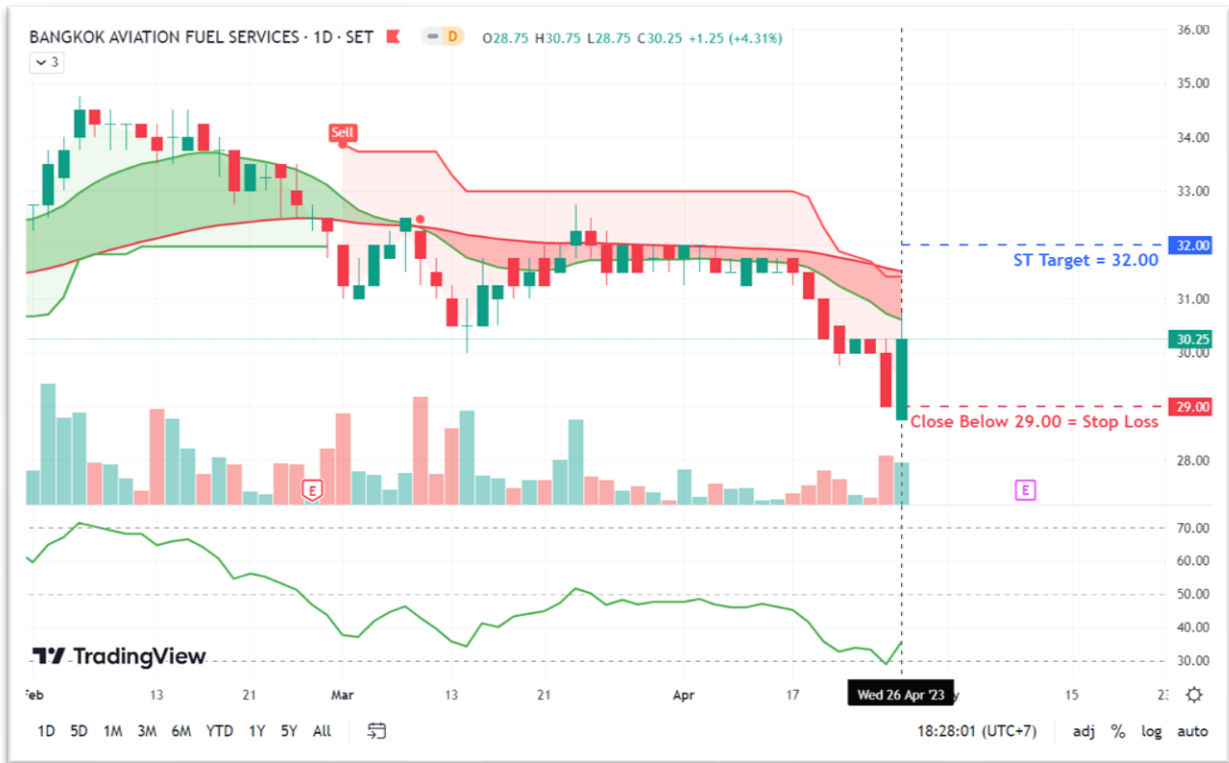 BANGKOK AVIATION FUEL SERVICES · 1D · SET D O28.75 H30.75 L28.75 C30.25 +1.25 (+4.31%)
3
36.00
35.00
34.00
Sell
33.00
32.00
ST Target = 32.00
31.00
30.25
30.00
29.00
Close Below 29.00 = Stop Loss
28.00
E
E
70.00
60.00
50.00
40.00
TradingView
30.00
Feb 13 21 Mar 13 21 Apr 17 Wed 26 Apr '23 15
1D 5D 1M 3M 6M YTD 1Y 5Y All 18:28:01 (UTC+7) adj % log auto